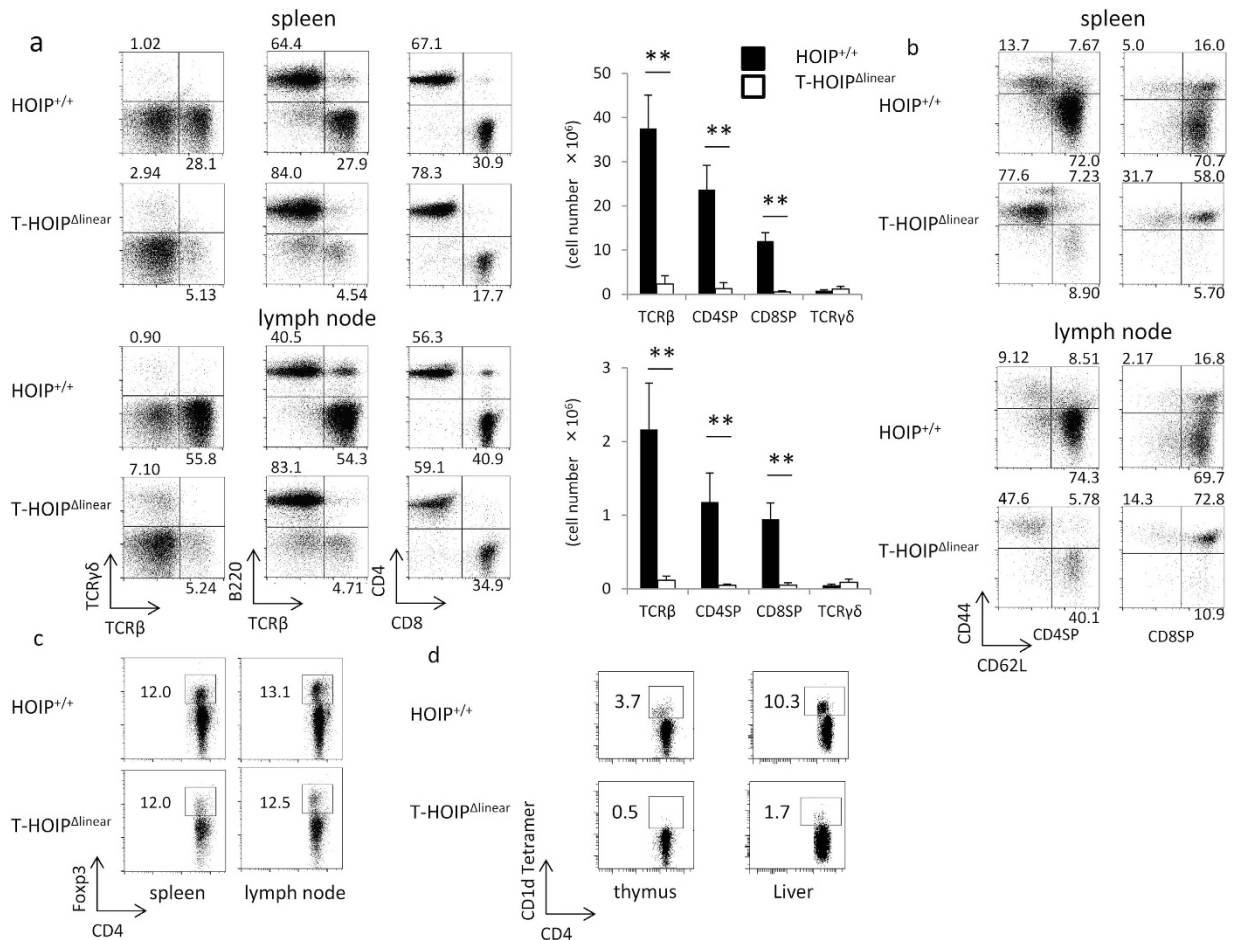 a
spleen
1.02
64.4
67.1
HOIP+/+
28.1
27.9
30.9
2.94
84.0
78.3
T-HOIPΔlinear
5.13
4.54
17.7
lymph node
0.90
40.5
56.3
HOIP+/+
55.8
54.3
40.9
7.10
83.1
59.1
T-HOIPΔlinear
5.24
4.71
34.9
TCRγδ
TCRβ
B220
TCRβ
CD4
CD8
HOIP+/+
T-HOIPΔlinear
50
40
30
20
10
0
(cell number ×10⁶)
**
**
**
TCRβ
CD4SP
CD8SP
TCRγδ
3
2
1
0
(cell number ×10⁶)
**
**
**
TCRβ
CD4SP
CD8SP
TCRγδ
b
spleen
13.7
7.67
5.0
16.0
HOIP+/+
72.0
70.7
77.6
7.23
31.7
58.0
T-HOIPΔlinear
8.90
5.70
lymph node
9.12
8.51
2.17
16.8
HOIP+/+
74.3
69.7
47.6
5.78
14.3
72.8
T-HOIPΔlinear
40.1
10.9
CD44
CD4SP
CD8SP
CD62L
c
HOIP+/+
12.0
13.1
T-HOIPΔlinear
12.0
12.5
Foxp3
spleen
lymph node
CD4
d
HOIP+/+
3.7
10.3
T-HOIPΔlinear
0.5
1.7
CD1d Tetramer
thymus
Liver
CD4